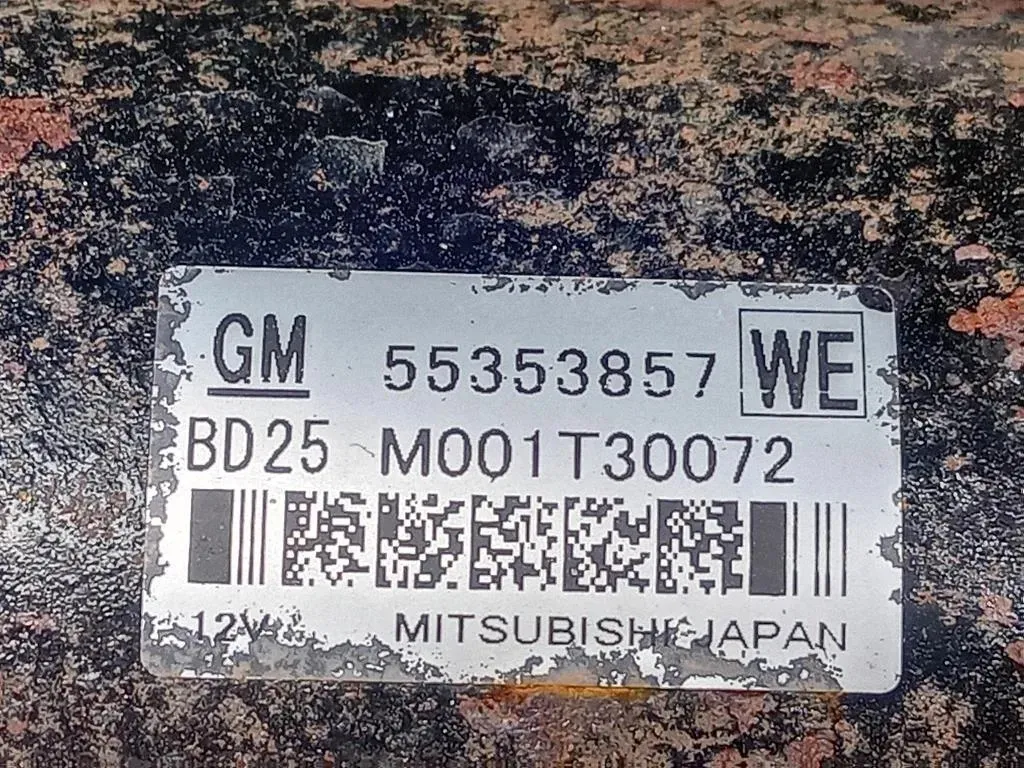 GM 55353857 WE
BD25 M001T30072
12V MITSUBISHI JAPAN